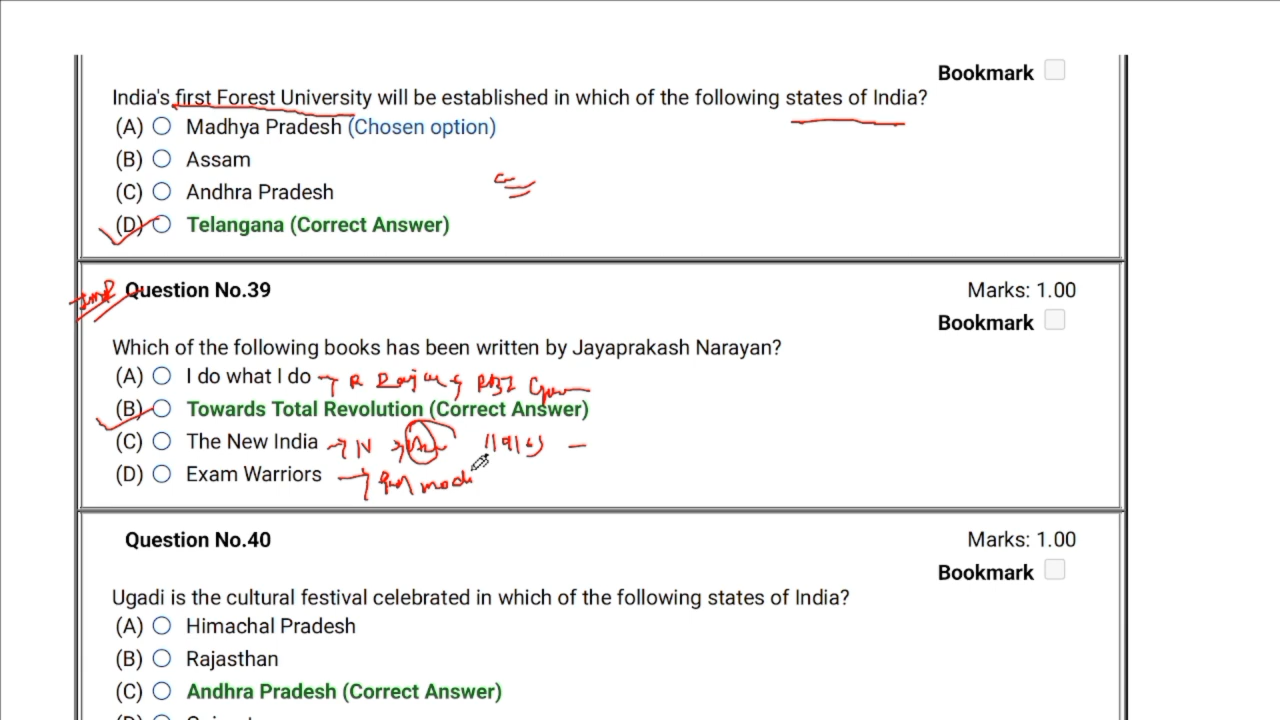 Bookmark
India's first Forest University will be established in which of the following states of India?
(A) Madhya Pradesh (Chosen option)
(B) Assam
(C) Andhra Pradesh
(D) Telangana (Correct Answer)
Imp Question No.39 Marks: 1.00
Bookmark
Which of the following books has been written by Jayaprakash Narayan?
(A) I do what I do → R RBI
(B) Towards Total Revolution (Correct Answer)
(C) The New India → N
(D) Exam Warriors → PM modi
Question No.40 Marks: 1.00
Bookmark
Ugadi is the cultural festival celebrated in which of the following states of India?
(A) Himachal Pradesh
(B) Rajasthan
(C) Andhra Pradesh (Correct Answer)